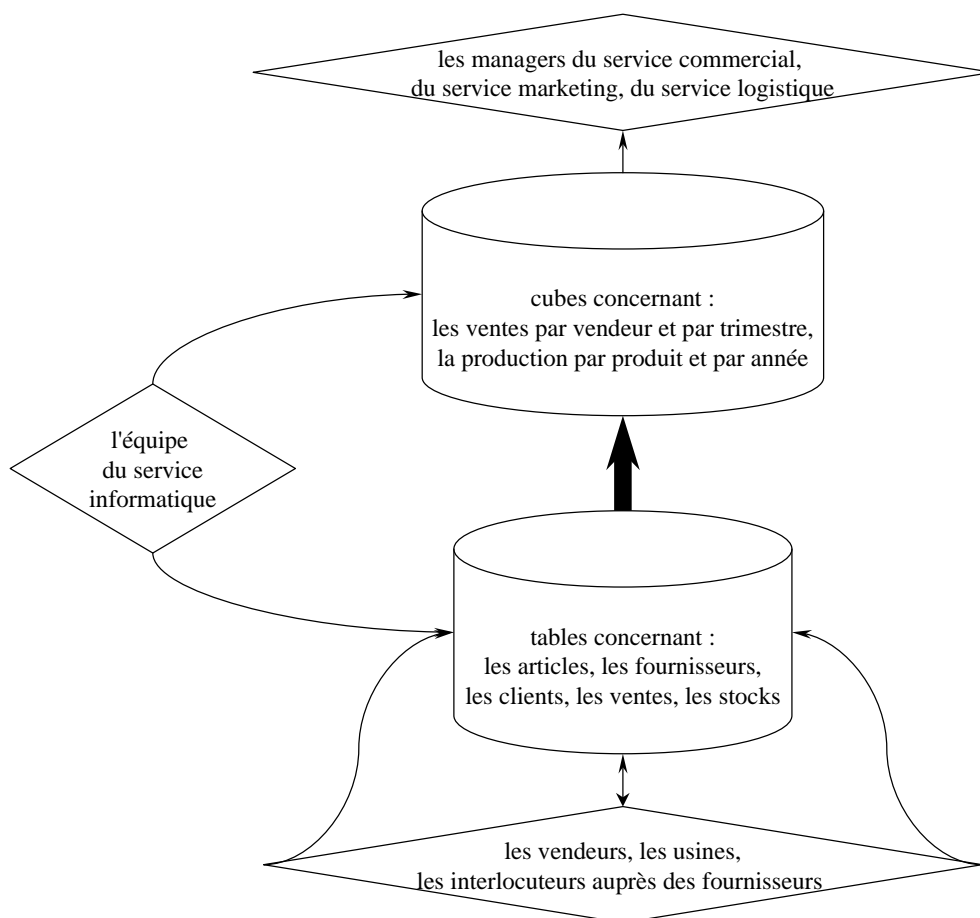 les managers du service commercial,
du service marketing, du service logistique
cubes concernant :
les ventes par vendeur et par trimestre,
la production par produit et par année
l'équipe
du service
informatique
tables concernant :
les articles, les fournisseurs,
les clients, les ventes, les stocks
les vendeurs, les usines,
les interlocuteurs auprès des fournisseurs